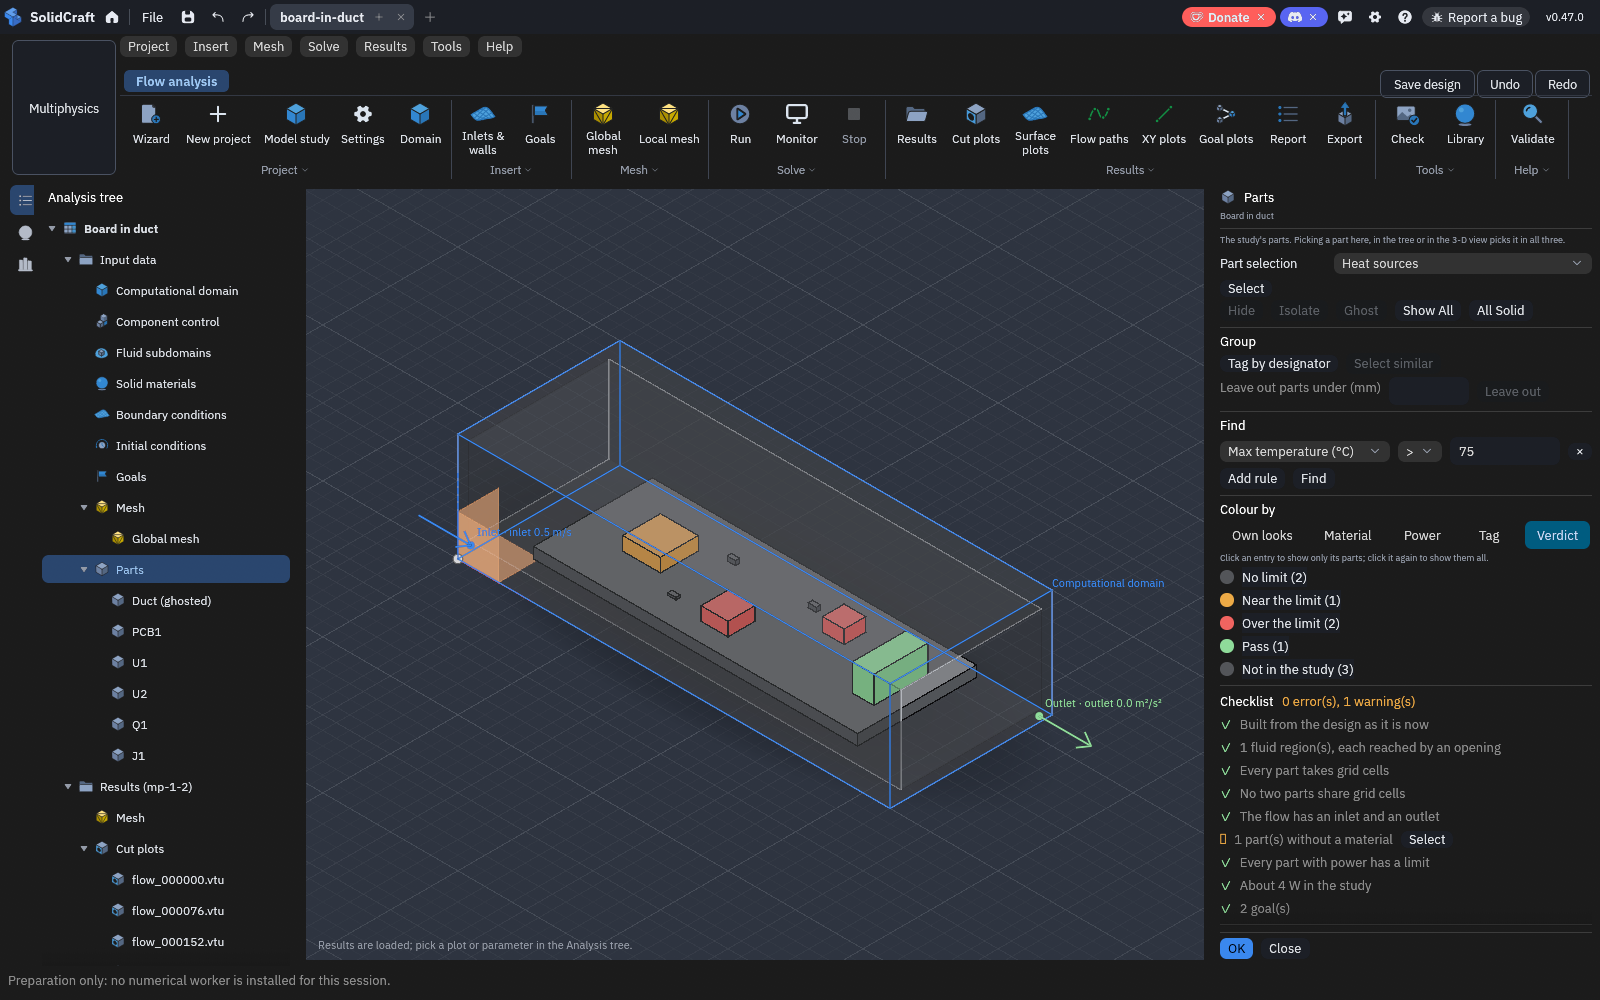 SolidCraft
File
board-in-duct
Donate
Report a bug
v0.47.0
Multiphysics
Project
Insert
Mesh
Solve
Results
Tools
Help
Flow analysis
Save design
Undo
Redo
Wizard
New project
Model study
Settings
Domain
Inlets &
walls
Goals
Global
mesh
Local mesh
Run
Monitor
Stop
Results
Cut plots
Surface
plots
Flow paths
XY plots
Goal plots
Report
Export
Check
Library
Validate
Project
Insert
Mesh
Solve
Results
Tools
Help
Analysis tree
Board in duct
Input data
Computational domain
Component control
Fluid subdomains
Solid materials
Boundary conditions
Initial conditions
Goals
Mesh
Global mesh
Parts
Duct (ghosted)
PCB1
U1
U2
Q1
J1
Results (mp-1-2)
Mesh
Cut plots
flow_000000.vtu
flow_000076.vtu
flow_000152.vtu
Inlet · inlet 0.5 m/s
Computational domain
Outlet · outlet 0.0 m²/s²
Results are loaded; pick a plot or parameter in the Analysis tree.
Parts
Board in duct
The study's parts. Picking a part here, in the tree or in the 3-D view picks it in all three.
Part selection
Heat sources
Select
Hide
Isolate
Ghost
Show All
All Solid
Group
Tag by designator
Select similar
Leave out parts under (mm)
Leave out
Find
Max temperature (°C)
>
75
×
Add rule
Find
Colour by
Own looks
Material
Power
Tag
Verdict
Click an entry to show only its parts; click it again to show them all.
No limit (2)
Near the limit (1)
Over the limit (2)
Pass (1)
Not in the study (3)
Checklist
0 error(s), 1 warning(s)
Built from the design as it is now
1 fluid region(s), each reached by an opening
Every part takes grid cells
No two parts share grid cells
The flow has an inlet and an outlet
1 part(s) without a material
Select
Every part with power has a limit
About 4 W in the study
2 goal(s)
OK
Close
Preparation only: no numerical worker is installed for this session.